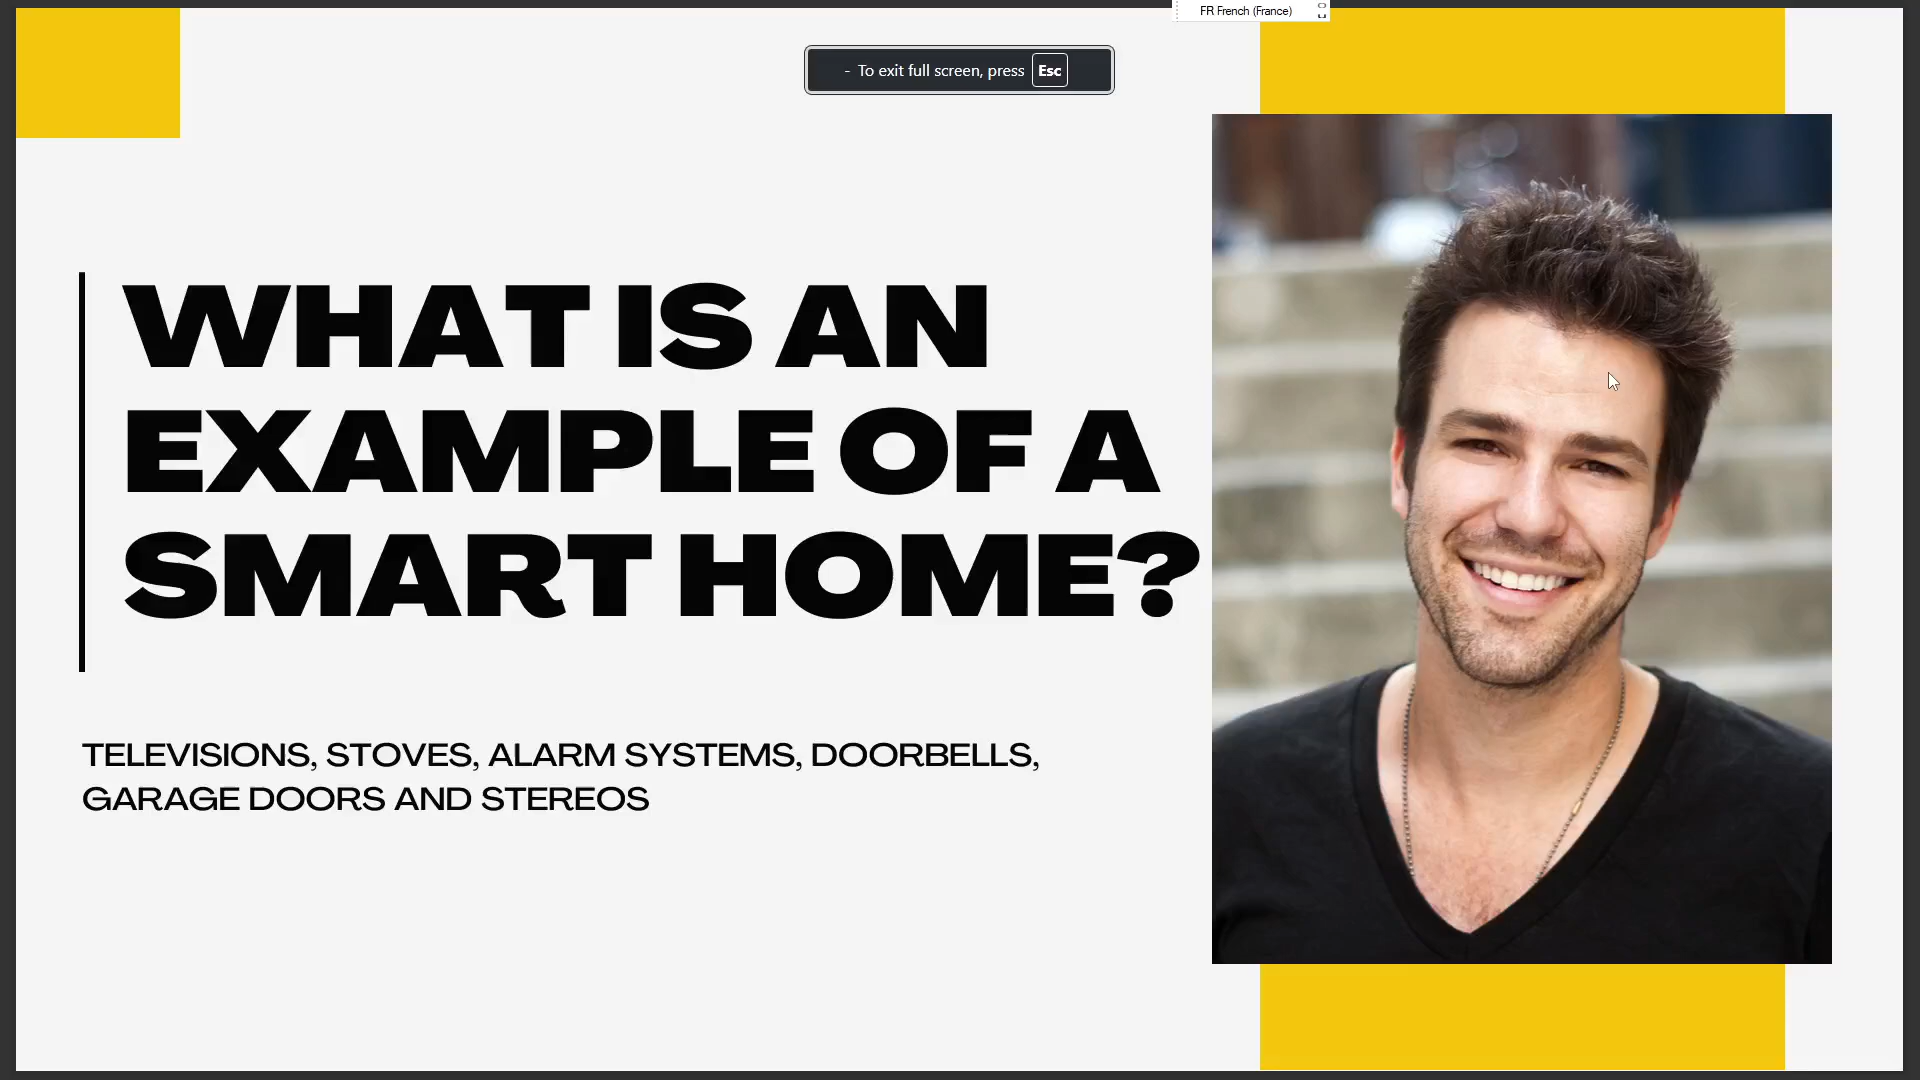 FR French (France)
- To exit full screen, press Esc
WHAT IS AN
EXAMPLE OF A
SMART HOME?
TELEVISIONS, STOVES, ALARM SYSTEMS, DOORBELLS,
GARAGE DOORS AND STEREOS